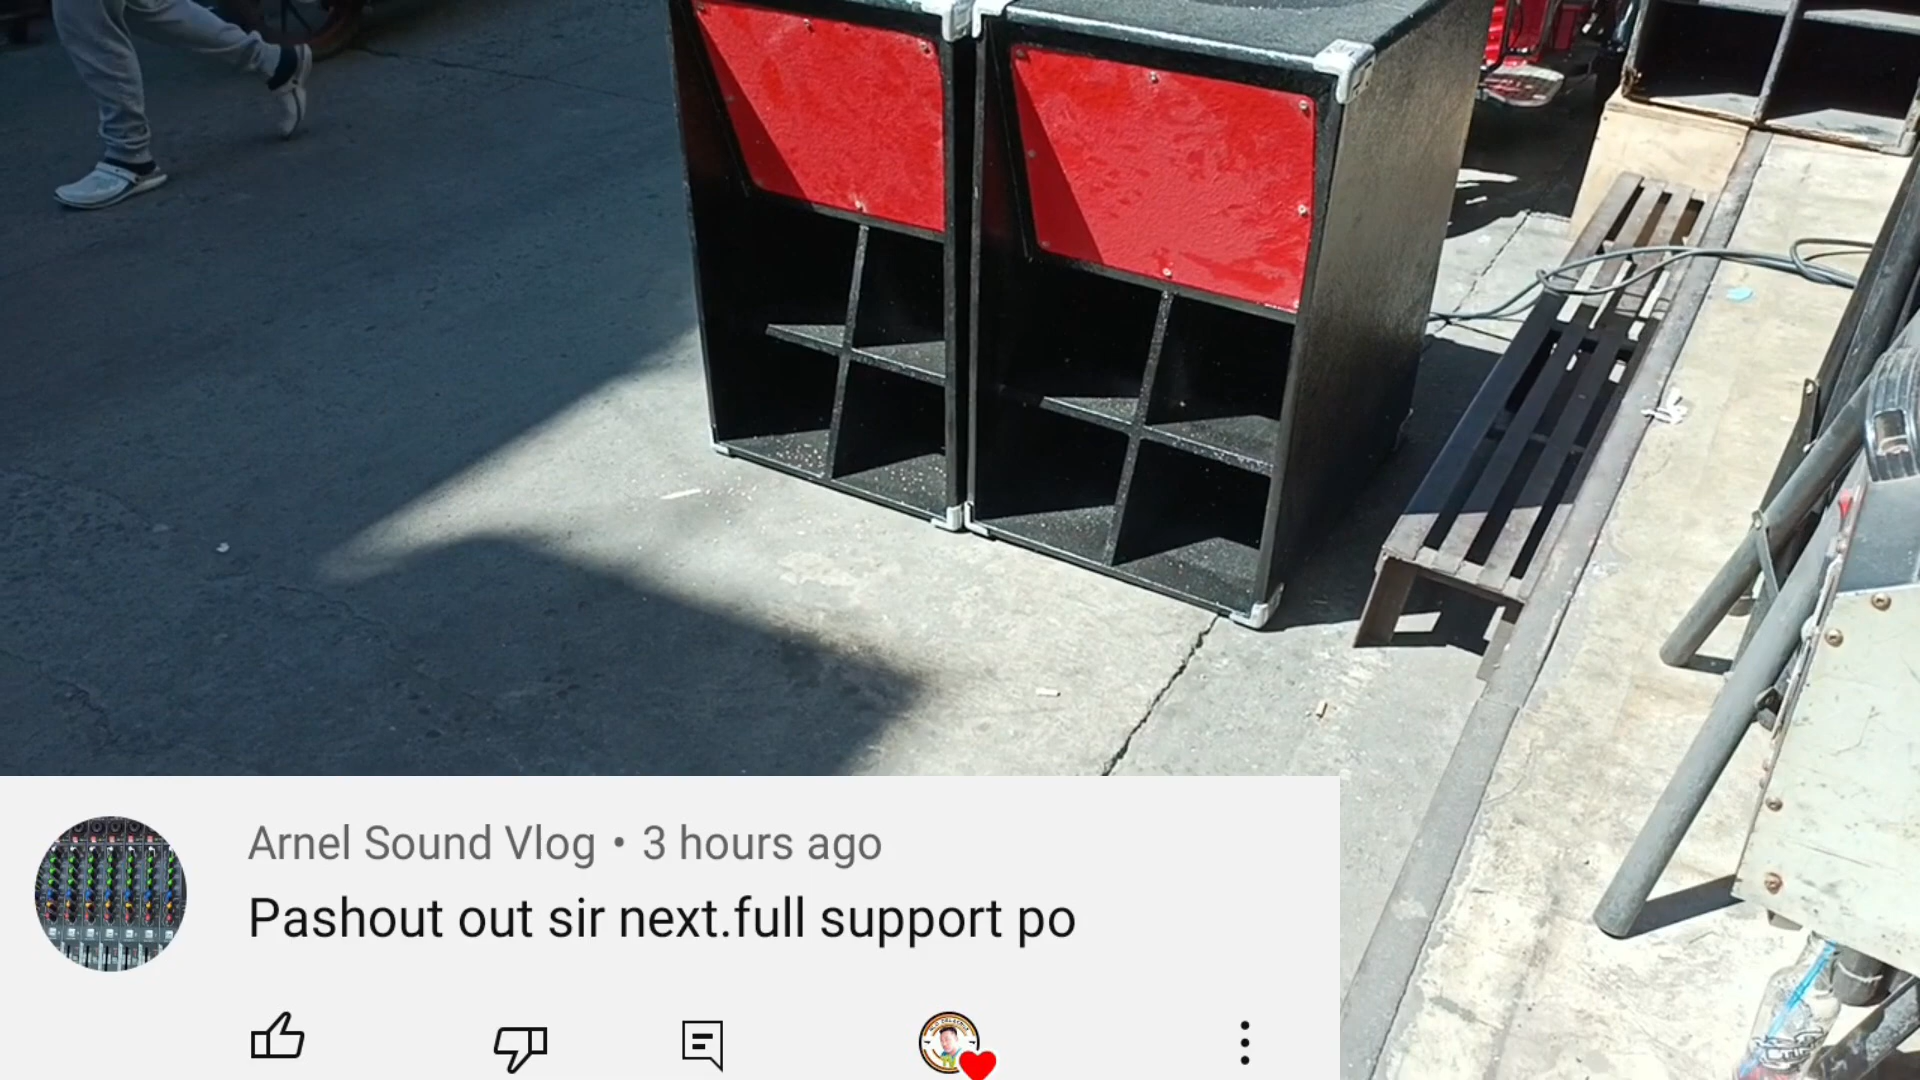 Arnel Sound Vlog • 3 hours ago
Pashout out sir next.full support po